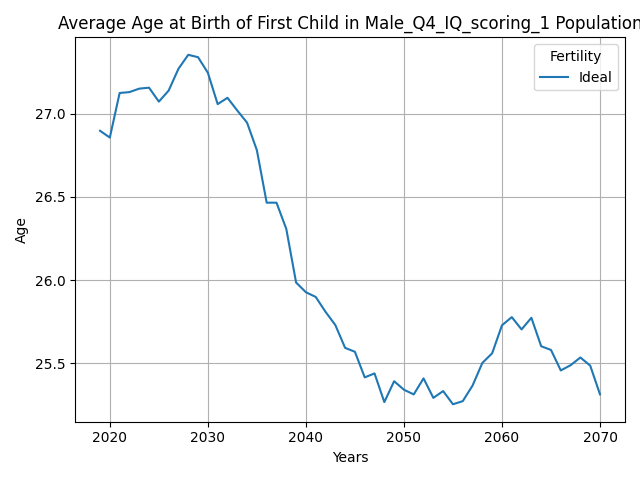 Average Age at Birth of First Child in Male_Q4_IQ_scoring_1 Population
Fertility
Ideal
27.0
26.5
26.0
25.5
Age
2020 2030 2040 2050 2060 2070
Years